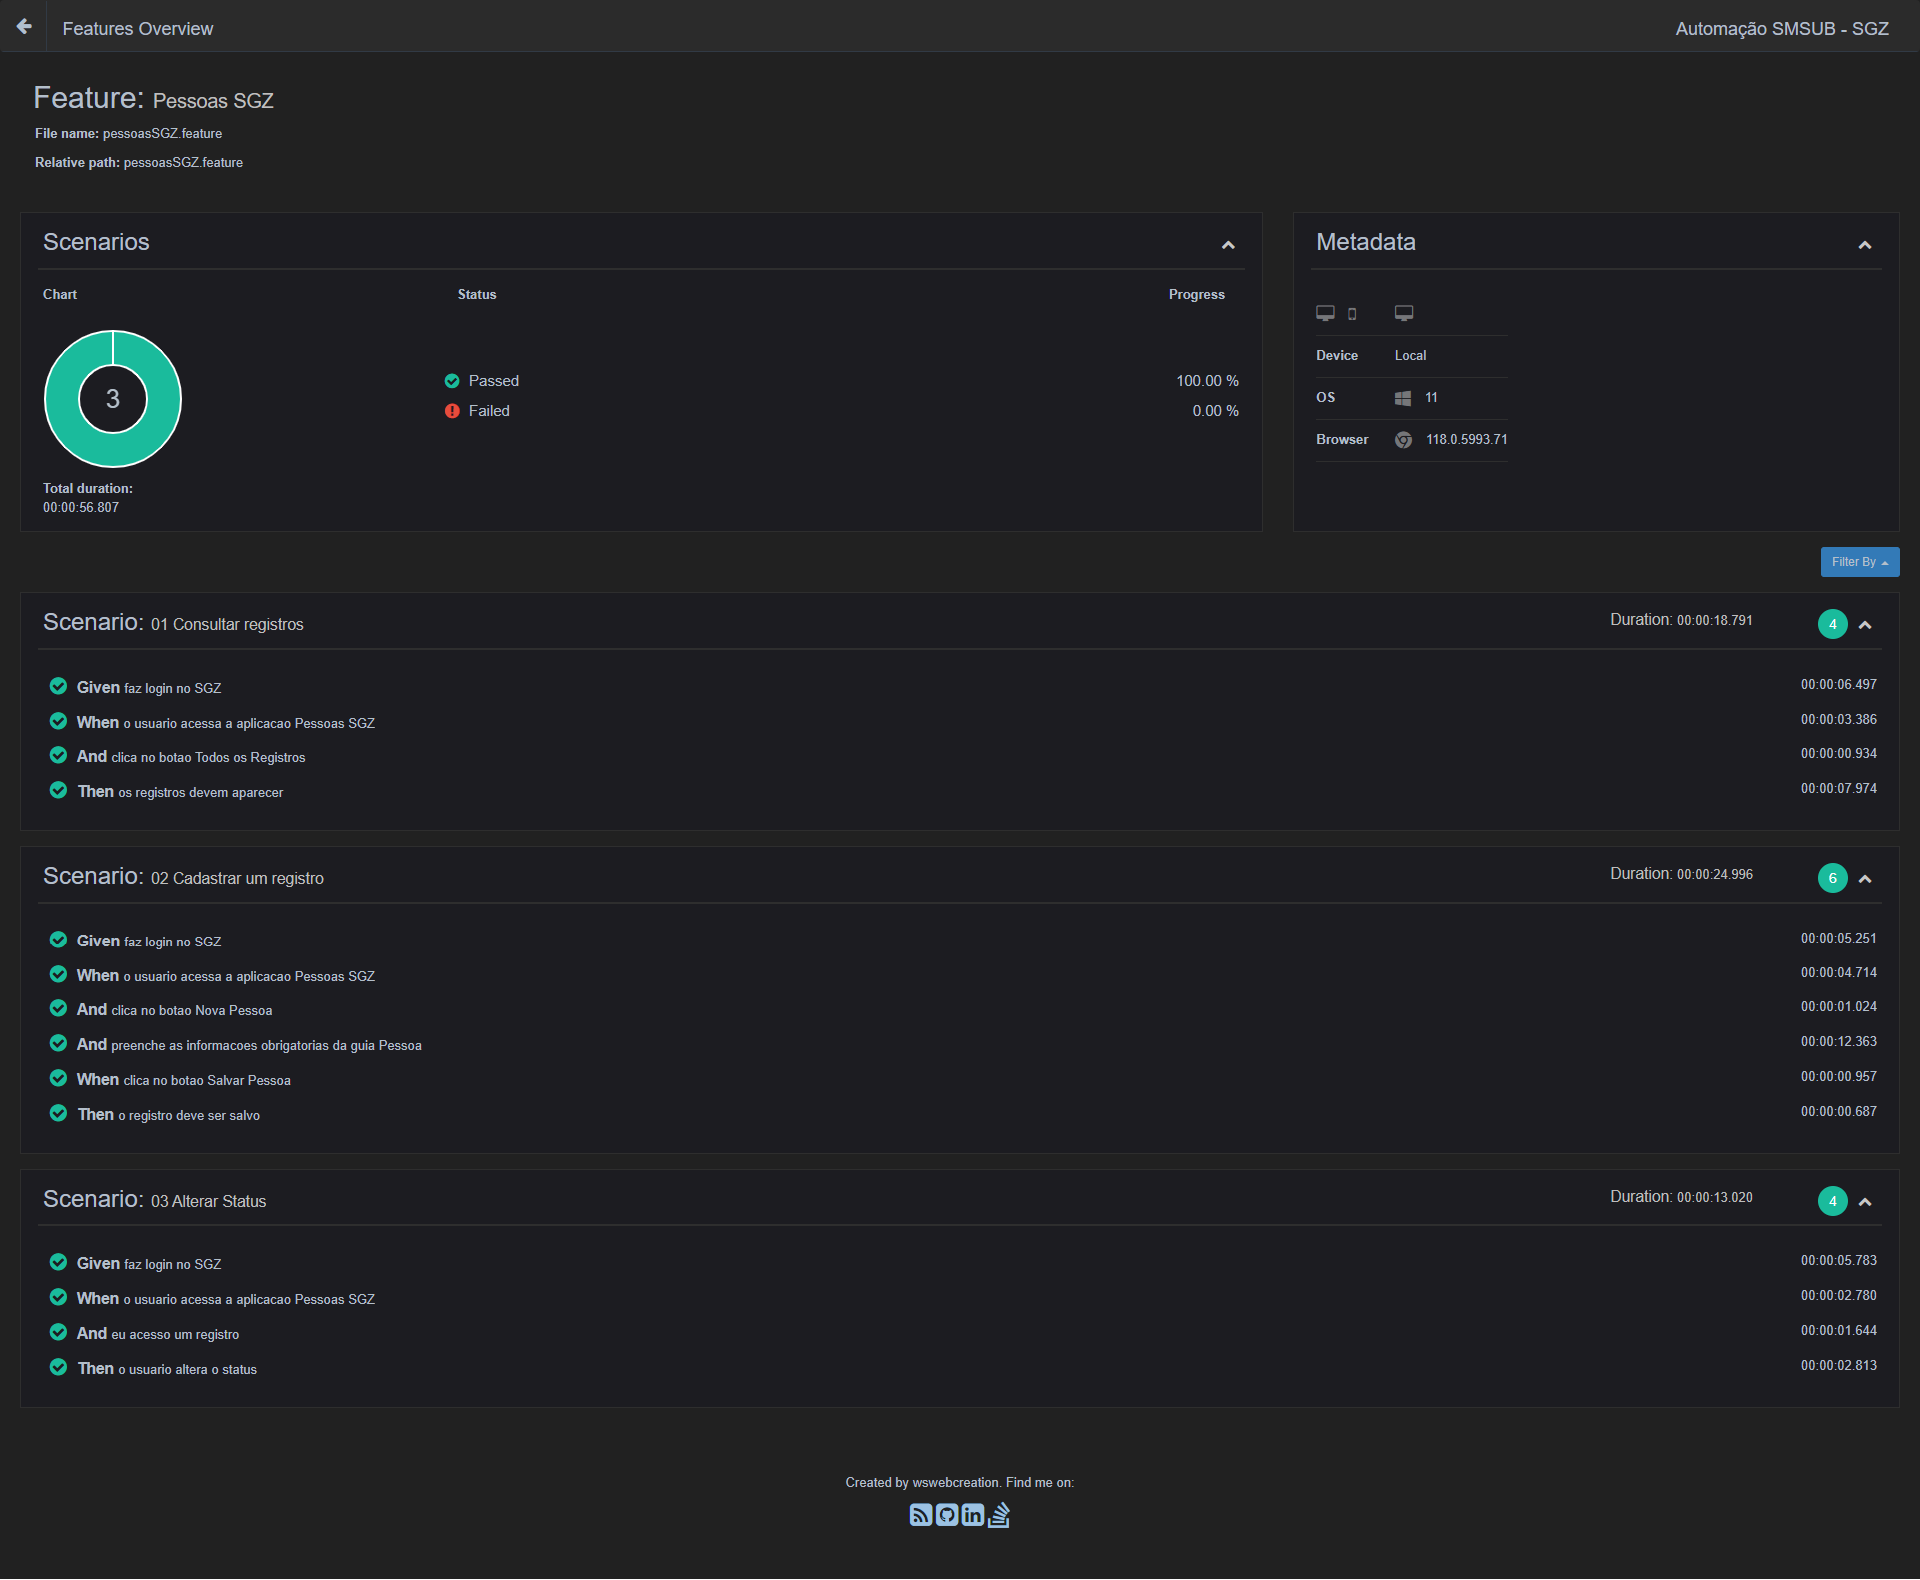 Features Overview
Automação SMSUB - SGZ
Feature: Pessoas SGZ
File name: pessoasSGZ.feature
Relative path: pessoasSGZ.feature
Scenarios
Chart Status Progress
3
Passed 100.00 %
Failed 0.00 %
Total duration:
00:00:56.807
Metadata
Device Local
OS 11
Browser 118.0.5993.71
Filter By
Scenario: 01 Consultar registros Duration: 00:00:18.791 4
Given faz login no SGZ 00:00:06.497
When o usuario acessa a aplicacao Pessoas SGZ 00:00:03.386
And clica no botao Todos os Registros 00:00:00.934
Then os registros devem aparecer 00:00:07.974
Scenario: 02 Cadastrar um registro Duration: 00:00:24.996 6
Given faz login no SGZ 00:00:05.251
When o usuario acessa a aplicacao Pessoas SGZ 00:00:04.714
And clica no botao Nova Pessoa 00:00:01.024
And preenche as informacoes obrigatorias da guia Pessoa 00:00:12.363
When clica no botao Salvar Pessoa 00:00:00.957
Then o registro deve ser salvo 00:00:00.687
Scenario: 03 Alterar Status Duration: 00:00:13.020 4
Given faz login no SGZ 00:00:05.783
When o usuario acessa a aplicacao Pessoas SGZ 00:00:02.780
And eu acesso um registro 00:00:01.644
Then o usuario altera o status 00:00:02.813
Created by wswebcreation. Find me on:
in